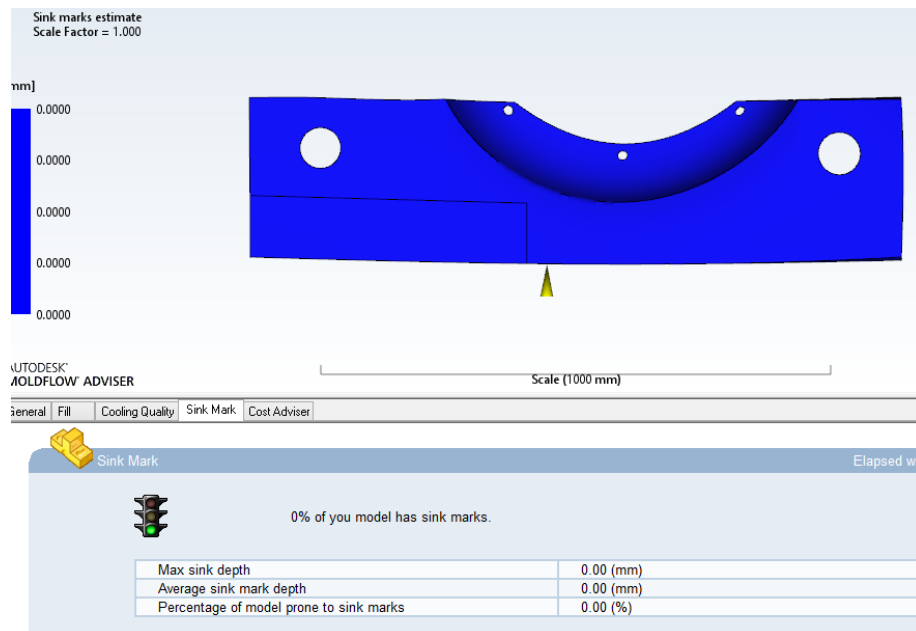 Sink marks estimate
Scale Factor = 1.000
mm]
0.0000
0.0000
0.0000
0.0000
0.0000
Scale (1000 mm)
AUTODESK®
MOLDFLOW® ADVISER
General Fill Cooling Quality Sink Mark Cost Adviser
Sink Mark Elapsed w
0% of you model has sink marks.
Max sink depth 0.00 (mm)
Average sink mark depth 0.00 (mm)
Percentage of model prone to sink marks 0.00 (%)